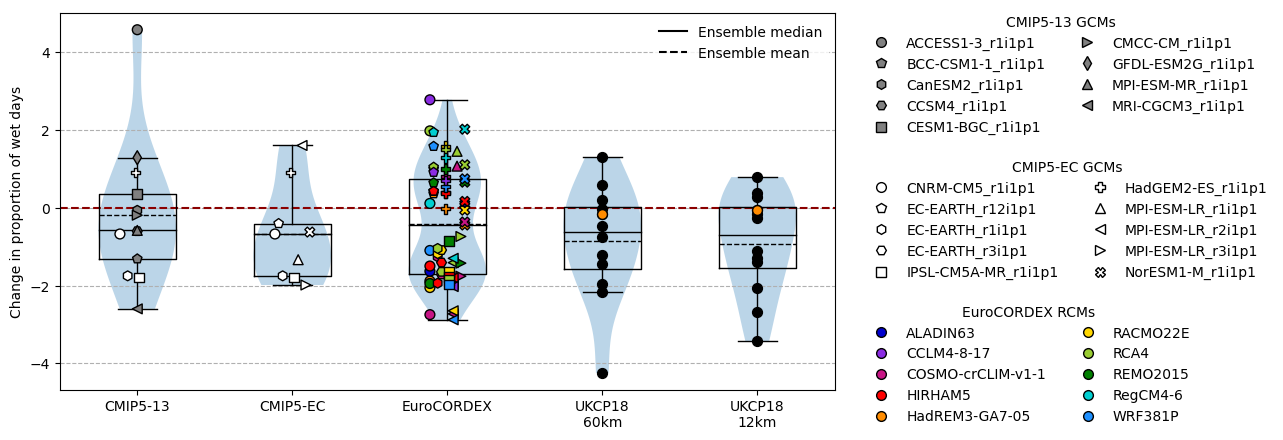 Ensemble median
Ensemble mean
Change in proportion of wet days
4
2
0
−2
−4
CMIP5-13
CMIP5-EC
EuroCORDEX
UKCP18
60km
UKCP18
12km
CMIP5-13 GCMs
ACCESS1-3_r1i1p1
BCC-CSM1-1_r1i1p1
CanESM2_r1i1p1
CCSM4_r1i1p1
CESM1-BGC_r1i1p1
CMCC-CM_r1i1p1
GFDL-ESM2G_r1i1p1
MPI-ESM-MR_r1i1p1
MRI-CGCM3_r1i1p1
CMIP5-EC GCMs
CNRM-CM5_r1i1p1
EC-EARTH_r12i1p1
EC-EARTH_r1i1p1
EC-EARTH_r3i1p1
IPSL-CM5A-MR_r1i1p1
HadGEM2-ES_r1i1p1
MPI-ESM-LR_r1i1p1
MPI-ESM-LR_r2i1p1
MPI-ESM-LR_r3i1p1
NorESM1-M_r1i1p1
EuroCORDEX RCMs
ALADIN63
CCLM4-8-17
COSMO-crCLIM-v1-1
HIRHAM5
HadREM3-GA7-05
RACMO22E
RCA4
REMO2015
RegCM4-6
WRF381P